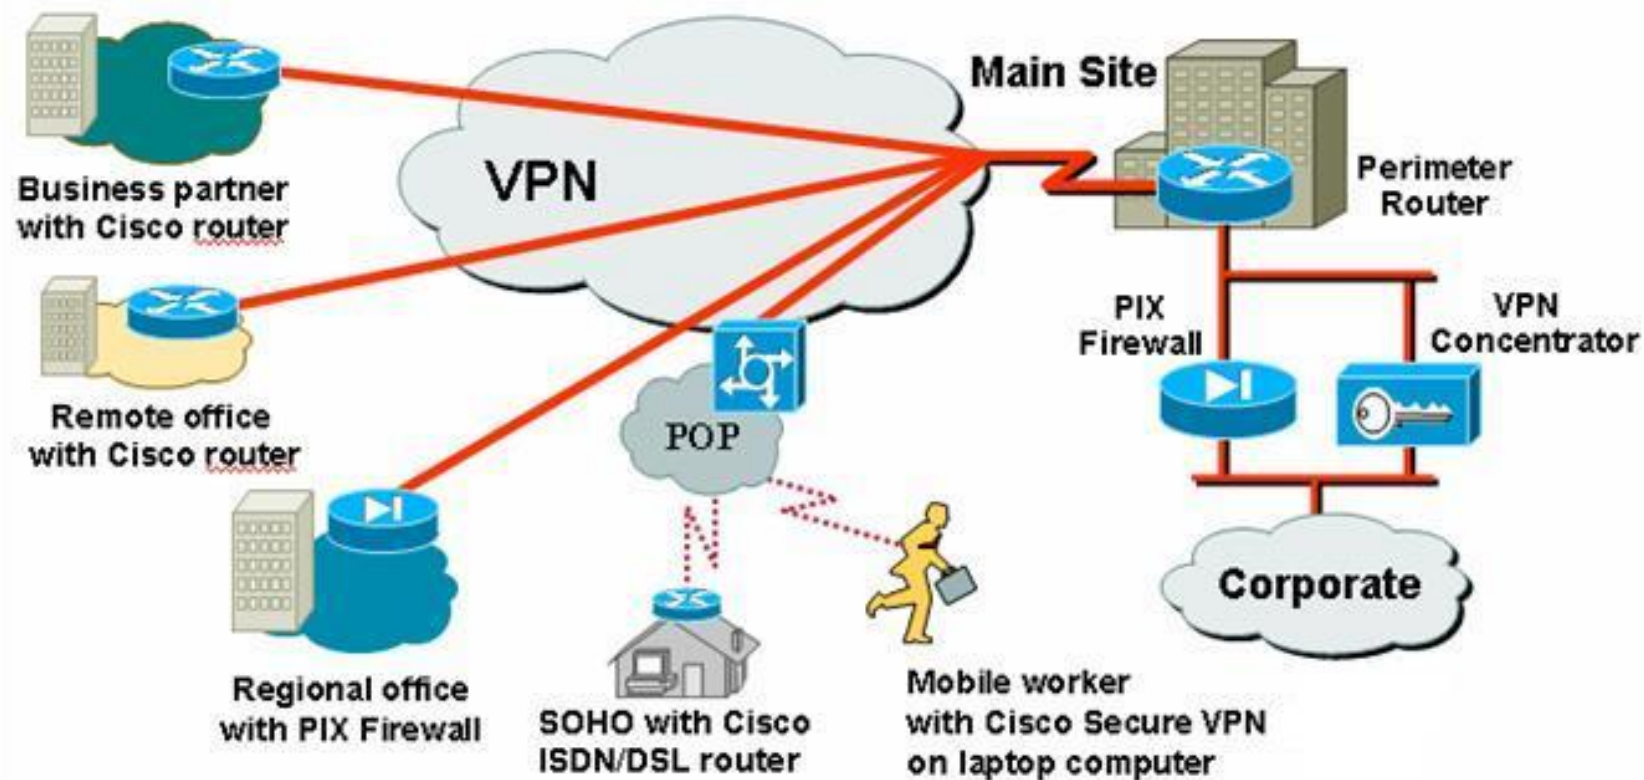 Main Site
VPN
Perimeter
Router
Business partner
with Cisco router
PIX
Firewall
VPN
Concentrator
Remote office
with Cisco router
POP
Corporate
Regional office
with PIX Firewall
SOHO with Cisco
ISDN/DSL router
Mobile worker
with Cisco Secure VPN
on laptop computer